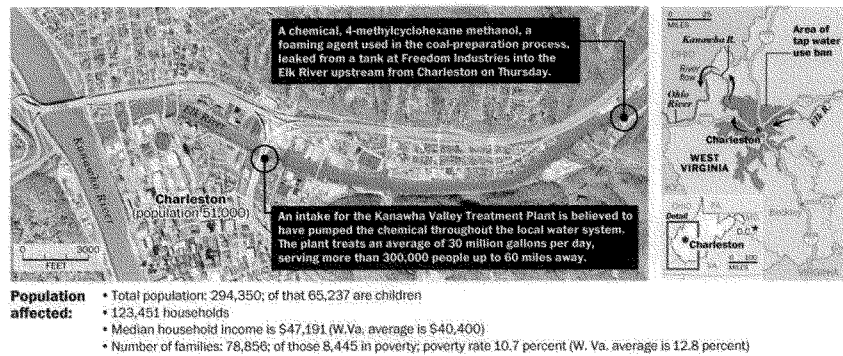 A chemical, 4-methylcyclohexane methanol, a
foaming agent used in the coal-preparation process,
leaked from a tank at Freedom Industries into the
Elk River upstream from Charleston on Thursday.
Elk River
Kanawha River
Charleston
(population 51,000)
An intake for the Kanawha Valley Treatment Plant is believed to
have pumped the chemical throughout the local water system.
The plant treats an average of 30 million gallons per day,
serving more than 300,000 people up to 60 miles away.
0 3000
FEET
0 25
MILES
Kanawha R.
Area of
tap water
use ban
River
flow
Ohio
River
Elk R.
Charleston
WEST
VIRGINIA
Detail
D.C.
Charleston
100
MILES
Population
affected:
• Total population: 294,350; of that 65,237 are children
• 123,451 households
• Median household income is $47,191 (W.Va. average is $40,400)
• Number of families: 78,856; of those 8,445 in poverty; poverty rate 10.7 percent (W. Va. average is 12.8 percent)